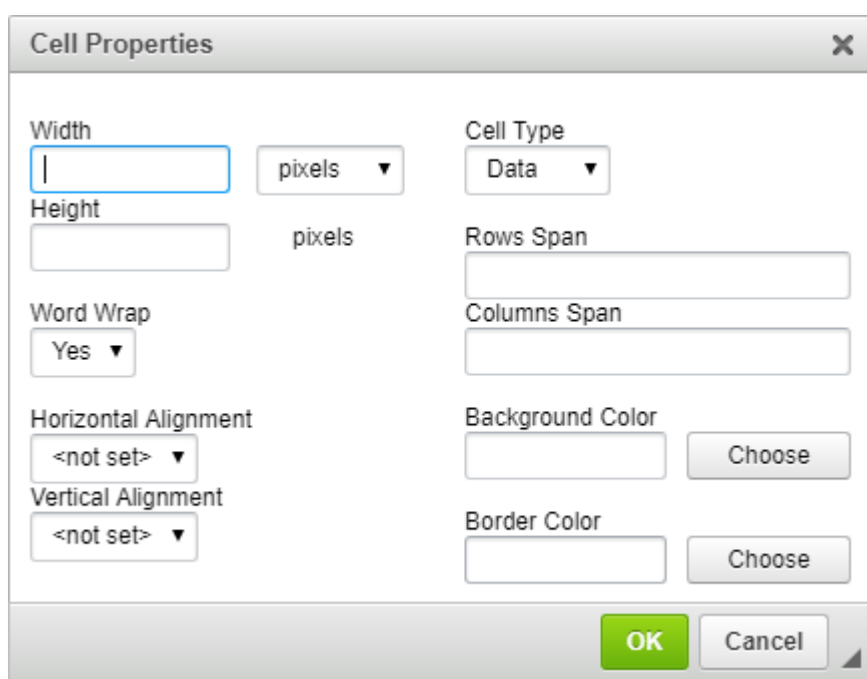 Cell Properties
Width
pixels
Height
pixels
Word Wrap
Yes
Horizontal Alignment
<not set>
Vertical Alignment
<not set>
Cell Type
Data
Rows Span
Columns Span
Background Color
Choose
Border Color
Choose
OK
Cancel